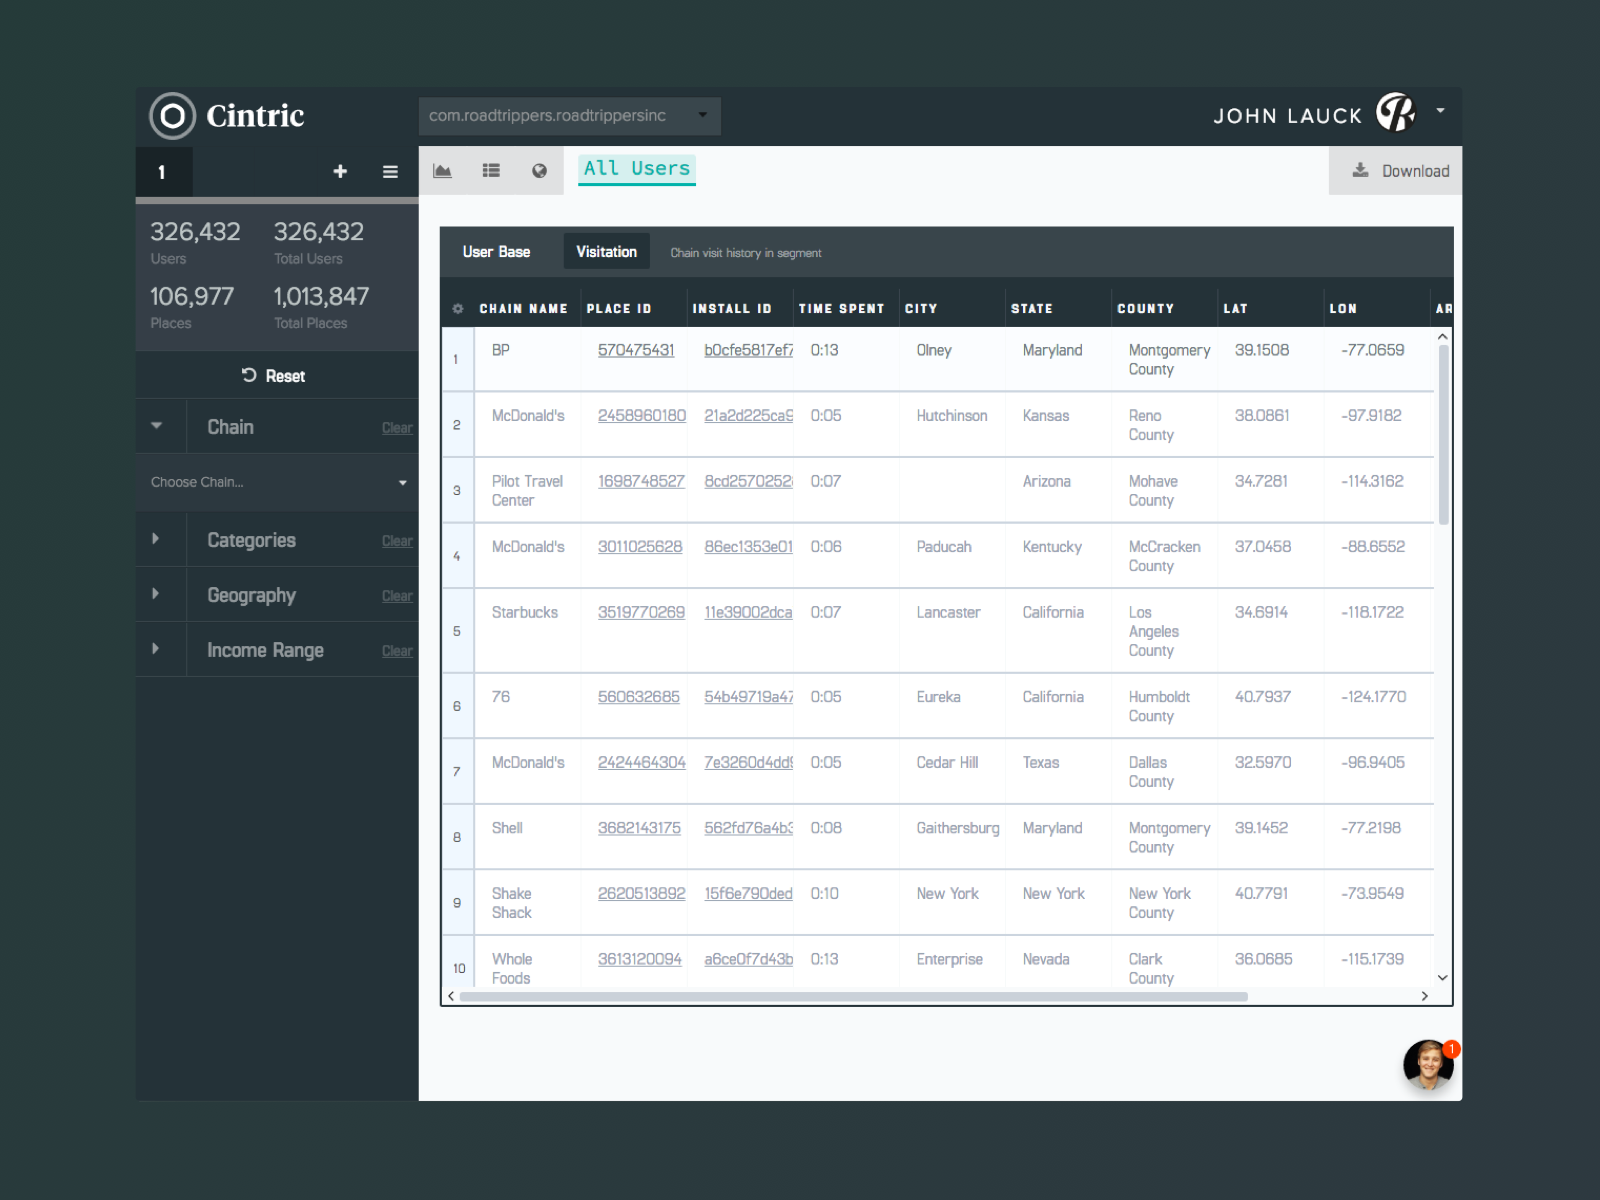 Cintric
com.roadtrippers.roadtrippersinc
JOHN LAUCK
1
All Users
Download
326,432
Users
326,432
Total Users
106,977
Places
1,013,847
Total Places
Reset
Chain
Clear
Choose Chain...
Categories
Clear
Geography
Clear
Income Range
Clear
User Base
Visitation
Chain visit history in segment
CHAIN NAME PLACE ID INSTALL ID TIME SPENT CITY STATE COUNTY LAT LON AR
1 BP 570475431 b0cfe5817ef7 0:13 Olney Maryland Montgomery 39.1508 -77.0659
County
2 McDonald's 2458960180 21a2d225ca9 0:05 Hutchinson Kansas Reno 38.0861 -97.9182
County
3 Pilot Travel 1698748527 8cd2570252 0:07 Arizona Mohave 34.7281 -114.3162
Center County
4 McDonald's 3011025628 86ec1353e01 0:06 Paducah Kentucky McCracken 37.0458 -88.6552
County
5 Starbucks 3519770269 11e39002dca 0:07 Lancaster California Los 34.6914 -118.1722
Angeles
County
6 76 560632685 54b49719a47 0:05 Eureka California Humboldt 40.7937 -124.1770
County
7 McDonald's 2424464304 7e3260d4dd9 0:05 Cedar Hill Texas Dallas 32.5970 -96.9405
County
8 Shell 3682143175 562fd76a4b3 0:08 Gaithersburg Maryland Montgomery 39.1452 -77.2198
County
9 Shake 2620513892 15f6e790ded 0:10 New York New York New York 40.7791 -73.9549
Shack County
10 Whole 3613120094 a6ce0f7d43b 0:13 Enterprise Nevada Clark 36.0685 -115.1739
Foods County
1